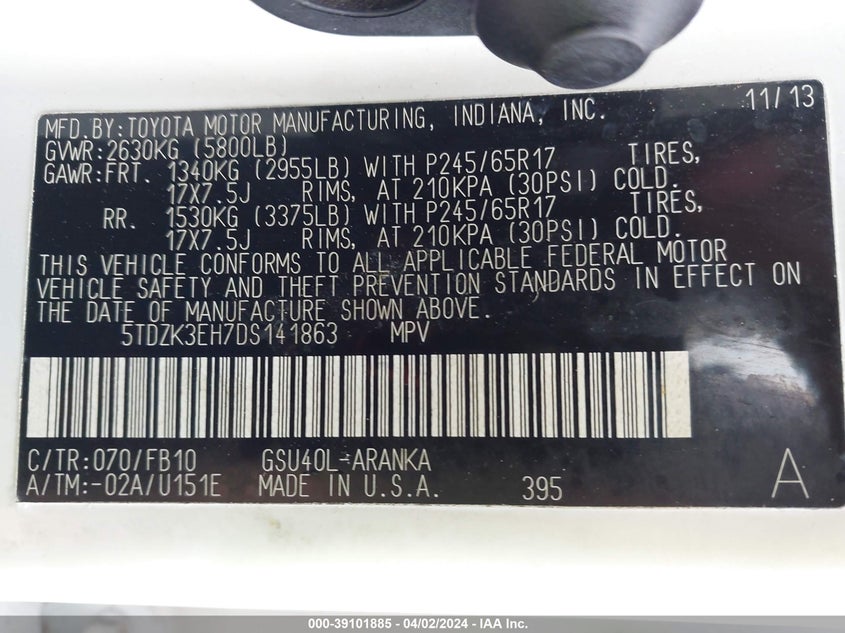 11/13
MFD.BY:TOYOTA MOTOR MANUFACTURING, INDIANA, INC.
GVWR:2630KG (5800LB)
GAWR:FRT. 1340KG (2955LB) WITH P245/65R17 TIRES,
17X7.5J RIMS, AT 210KPA (30PSI) COLD.
RR. 1530KG (3375LB) WITH P245/65R17 TIRES,
17X7.5J RIMS, AT 210KPA (30PSI) COLD.
THIS VEHICLE CONFORMS TO ALL APPLICABLE FEDERAL MOTOR
VEHICLE SAFETY AND THEFT PREVENTION STANDARDS IN EFFECT ON
THE DATE OF MANUFACTURE SHOWN ABOVE.
5TDZK3EH7DS141863 MPV
C/TR:070/FB10 GSU40L-ARANKA
A/TM:-02A/U151E MADE IN U.S.A. 395 A
000-39101885 - 04/02/2024 - IAA Inc.